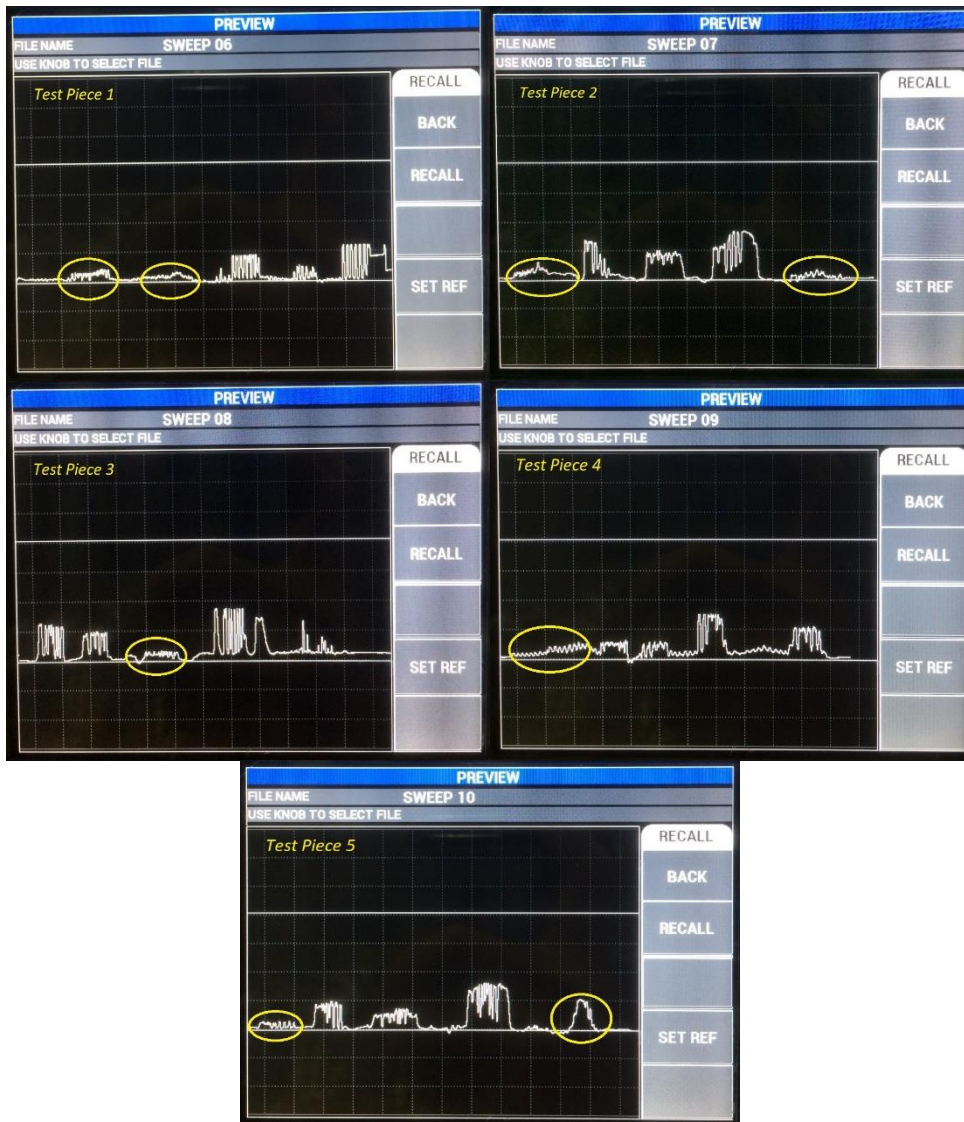 PREVIEW
FILE NAME SWEEP 06
USE KNOB TO SELECT FILE
Test Piece 1
RECALL
BACK
RECALL
SET REF
PREVIEW
FILE NAME SWEEP 07
USE KNOB TO SELECT FILE
Test Piece 2
RECALL
BACK
RECALL
SET REF
PREVIEW
FILE NAME SWEEP 08
USE KNOB TO SELECT FILE
Test Piece 3
RECALL
BACK
RECALL
SET REF
PREVIEW
FILE NAME SWEEP 09
USE KNOB TO SELECT FILE
Test Piece 4
RECALL
BACK
RECALL
SET REF
PREVIEW
FILE NAME SWEEP 10
USE KNOB TO SELECT FILE
Test Piece 5
RECALL
BACK
RECALL
SET REF